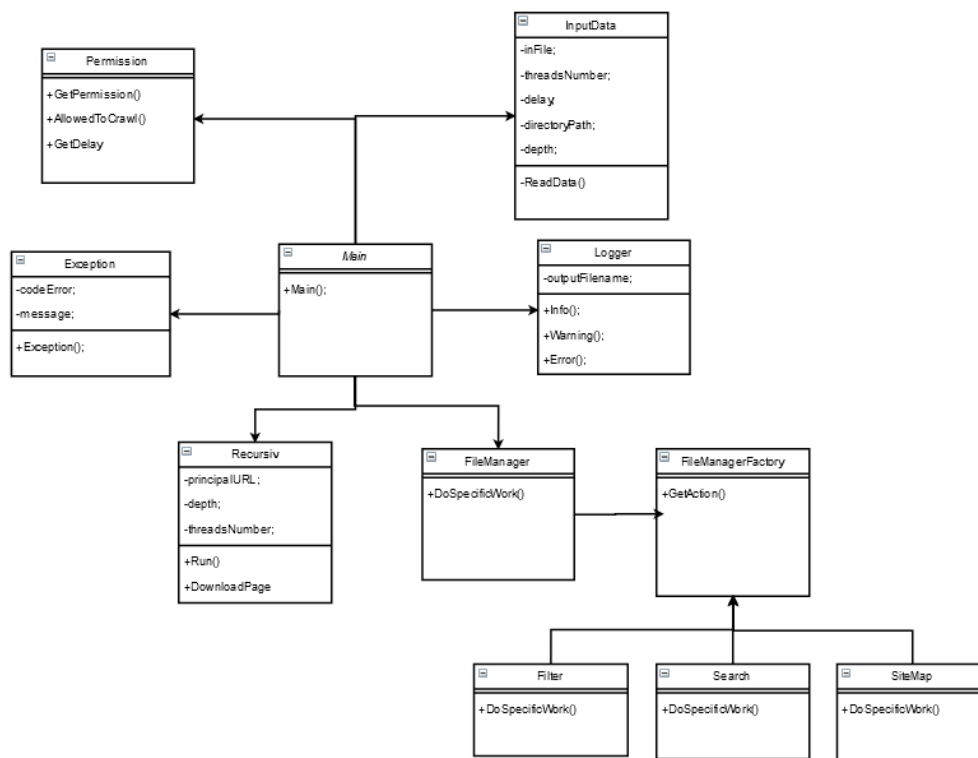 Permission
+GetPermission()
+AllowedToCrawl()
+GetDelay
InputData
-inFile;
-threadsNumber;
-delay;
-directoryPath;
-depth;
-ReadData()
Exception
-codeError;
-message;
+Exception();
Main
+Main();
Logger
-outputFilename;
+Info();
+Warning();
+Error();
Recursiv
-principalURL;
-depth;
-threadsNumber;
+Run()
+DownloadPage
FileManager
+DoSpecificWork()
FileManagerFactory
+GetAction()
Filter
+DoSpecificWork()
Search
+DoSpecificWork()
SiteMap
+DoSpecificWork()